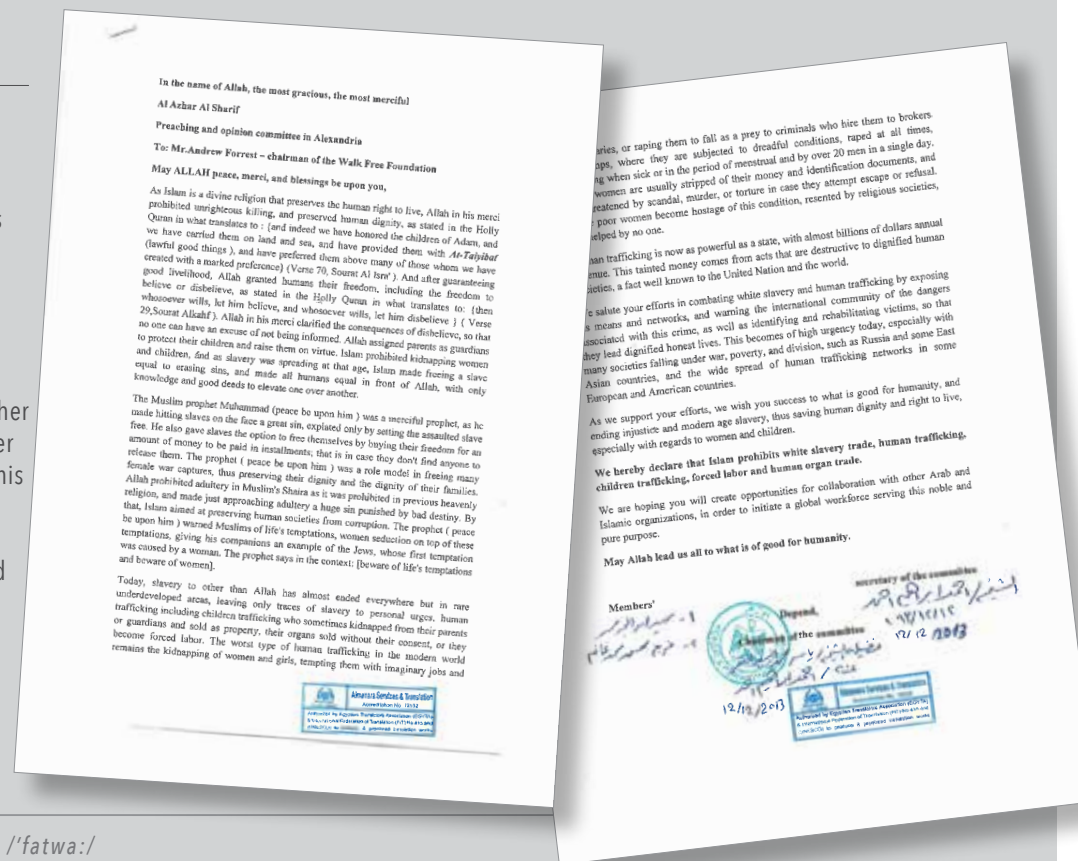 s
her
er
his
d
In the name of Allah, the most gracious, the most merciful
Al Azhar Al Sharif
Preaching and opinion committee in Alexandria
To: Mr.Andrew Forrest – chairman of the Walk Free Foundation
May ALLAH peace, merci, and blessings be upon you,
As Islam is a divine religion that preserves the human right to live, Allah in his merci
prohibited unrighteous killing, and preserved human dignity, as stated in the Holly
Quran in what translates to : {and indeed we have honored the children of Adam, and
we have carried them on land and sea, and have provided them with At-Taiyibat
(lawful good things ), and have preferred them above many of those whom we have
created with a marked preference} (Verse 70, Sourat Al Isra' ). And after guaranteeing
good livelihood, Allah granted humans their freedom, including the freedom to
believe or disbelieve, as stated in the Holly Quran in what translates to: {then
whosoever wills, let him believe, and whosoever wills, let him disbelieve } ( Verse
29,Sourat Alkahf ). Allah in his merci clarified the consequences of disbelieve, so that
no one can have an excuse of not being informed. Allah assigned parents as guardians
to protect their children and raise them on virtue. Islam prohibited kidnapping women
and children, and as slavery was spreading at that age, Islam made freeing a slave
equal to erasing sins, and made all humans equal in front of Allah, with only
knowledge and good deeds to elevate one over another.
The Muslim prophet Muhammad (peace be upon him ) was a merciful prophet, as he
made hitting slaves on the face a great sin, expiated only by setting the assaulted slave
free. He also gave slaves the option to free themselves by buying their freedom for an
amount of money to be paid in installments; that is in case they don't find anyone to
release them. The prophet ( peace be upon him ) was a role model in freeing many
female war captures, thus preserving their dignity and the dignity of their families.
Allah prohibited adultery in Muslim's Sharia as it was prohibited in previous heavenly
religion, and made just approaching adultery a huge sin punished by bad destiny. By
that, Islam aimed at preserving human societies from corruption. The prophet ( peace
be upon him ) warned Muslims of life's temptations, women seduction on top of these
temptations, giving his companions an example of the Jews, whose first temptation
was caused by a woman. The prophet says in the context: [beware of life's temptations
and beware of women].
Today, slavery to other than Allah has almost ended everywhere but in rare
underdeveloped areas, leaving only traces of slavery to personal urges, human
trafficking including children trafficking who sometimes kidnapped from their parents
or guardians and sold as property, their organs sold without their consent, or they
become forced labor. The worst type of human trafficking in the modern world
remains the kidnapping of women and girls, tempting them with imaginary jobs and
Almenara Services & Translation
Accreditation No.
aries, or raping them to fall as a prey to criminals who hire them to brokers
ops, where they are subjected to dreadful conditions, raped at all times,
ng when sick or in the period of menstrual and by over 20 men in a single day.
women are usually stripped of their money and identification documents, and
reatened by scandal, murder, or torture in case they attempt escape or refusal.
poor women become hostage of this condition, resented by religious societies,
elped by no one.
an trafficking is now as powerful as a state, with almost billions of dollars annual
enue. This tainted money comes from acts that are destructive to dignified human
ieties, a fact well known to the United Nation and the world.
e salute your efforts in combating white slavery and human trafficking by exposing
s means and networks, and warning the international community of the dangers
ssociated with this crime, as well as identifying and rehabilitating victims, so that
they lead dignified honest lives. This becomes of high urgency today, especially with
many societies falling under war, poverty, and division, such as Russia and some East
Asian countries, and the wide spread of human trafficking networks in some
European and American countries.
As we support your efforts, we wish you success to what is good for humanity, and
ending injustice and modern age slavery, thus saving human dignity and right to live,
especially with regards to women and children.
We hereby declare that Islam prohibits white slavery trade, human trafficking,
children trafficking, forced labor and human organ trade.
We are hoping you will create opportunities for collaboration with other Arab and
Islamic organizations, in order to initiate a global workforce serving this noble and
pure purpose.
May Allah lead us all to what is of good for humanity.
secretary of the committee
Members'
Depend,
Chairman of the committee
12/12 2013
12/12/2013
/'fatwa:/